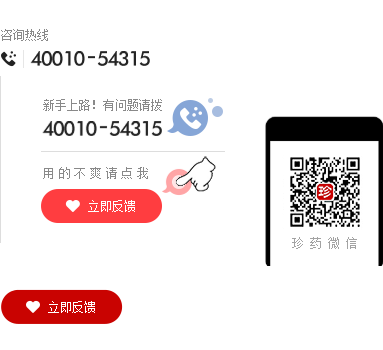 咨询热线
40010-54315
新手上路！有问题请拨
40010-54315
用的不爽请点我
立即反馈
珍
珍药微信
立即反馈